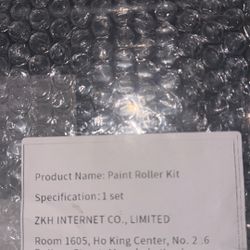 Product Name: Paint Roller Kit
Specification: 1 set
ZKH INTERNET CO., LIMITED
Room 1605, Ho King Center, No. 2 .6